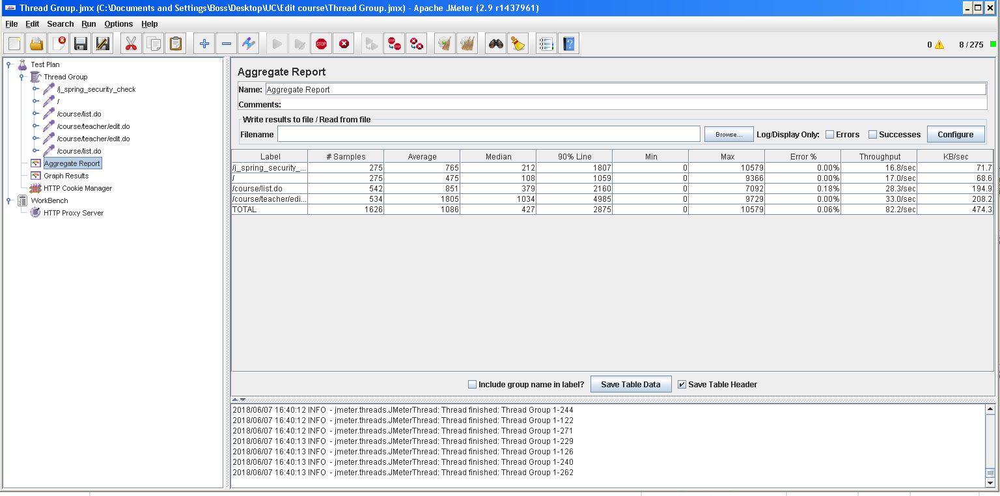 Thread Group.jmx (C:\Documents and Settings\Boss\Desktop\UC\Edit course\Thread Group.jmx) - Apache JMeter (2.9 r1437961)
File Edit Search Run Options Help
STOP
0 8 / 275
Test Plan
Thread Group
/j_spring_security_check
/
/course/list.do
/course/teacher/edit.do
/course/teacher/edit.do
/course/list.do
Aggregate Report
Graph Results
HTTP Cookie Manager
WorkBench
HTTP Proxy Server
Aggregate Report
Name: Aggregate Report
Comments:
Write results to file / Read from file
Filename Browse... Log/Display Only: Errors Successes Configure
Label # Samples Average Median 90% Line Min Max Error % Throughput KB/sec
/j_spring_security_... 275 765 212 1807 0 10579 0.00% 16.8/sec 71.7
/ 275 475 108 1059 0 9366 0.00% 17.0/sec 68.6
/course/list.do 542 851 379 2160 0 7092 0.18% 28.3/sec 194.9
/course/teacher/edi... 534 1805 1034 4985 0 9729 0.00% 33.0/sec 208.2
TOTAL 1626 1086 427 2875 0 10579 0.06% 82.2/sec 474.3
Include group name in label? Save Table Data Save Table Header
2018/06/07 16:40:12 INFO - jmeter.threads.JMeterThread: Thread finished: Thread Group 1-244
2018/06/07 16:40:12 INFO - jmeter.threads.JMeterThread: Thread finished: Thread Group 1-122
2018/06/07 16:40:12 INFO - jmeter.threads.JMeterThread: Thread finished: Thread Group 1-271
2018/06/07 16:40:13 INFO - jmeter.threads.JMeterThread: Thread finished: Thread Group 1-229
2018/06/07 16:40:13 INFO - jmeter.threads.JMeterThread: Thread finished: Thread Group 1-126
2018/06/07 16:40:13 INFO - jmeter.threads.JMeterThread: Thread finished: Thread Group 1-240
2018/06/07 16:40:13 INFO - jmeter.threads.JMeterThread: Thread finished: Thread Group 1-262